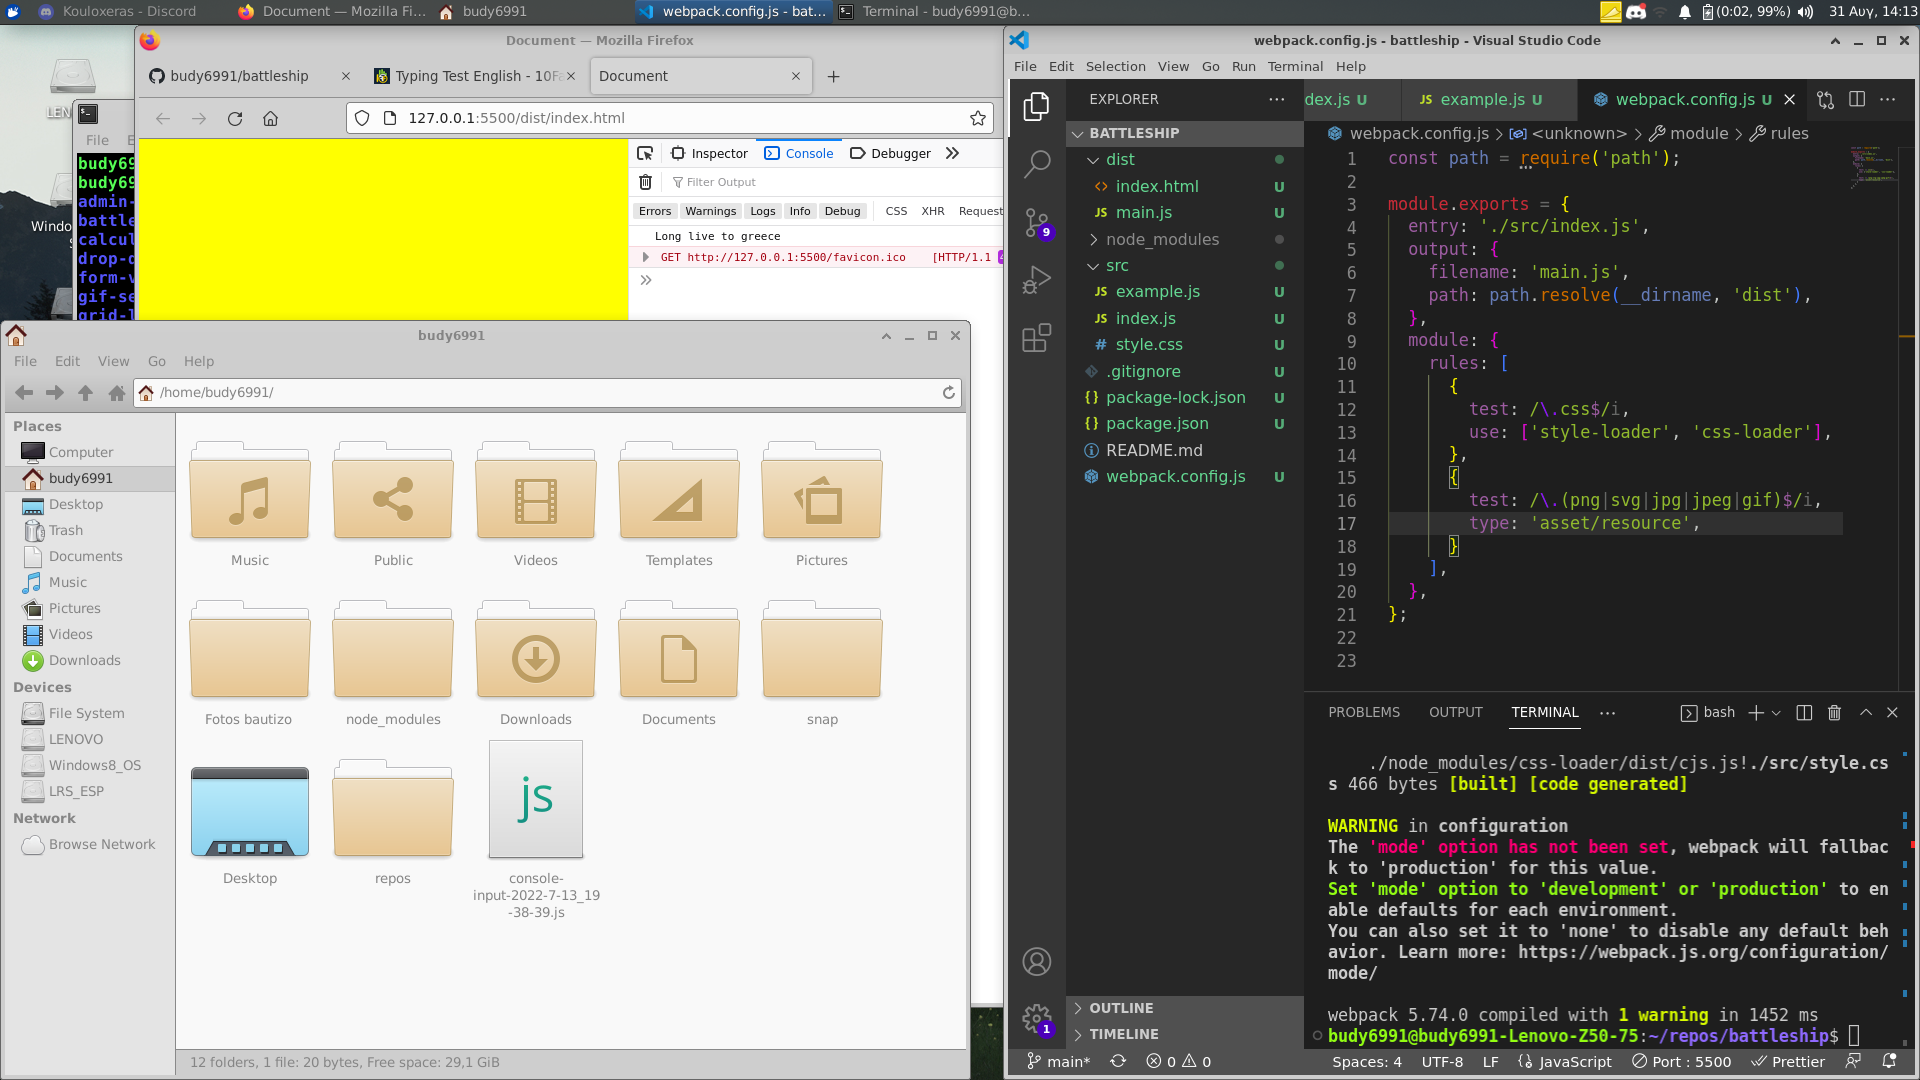 Kouloxeras - Discord
Document — Mozilla Fi...
budy6991
webpack.config.js - bat...
Terminal - budy6991@b...
(0:02, 99%)
31 Αυγ, 14:13
LEN
Windo
File
budy69
budy69
admin-
battle
calcul
drop-d
form-v
gif-se
grid-l
Document — Mozilla Firefox
budy6991/battleship
Typing Test English - 10Fa
Document
127.0.0.1:5500/dist/index.html
Inspector
Console
Debugger
Filter Output
Errors
Warnings
Logs
Info
Debug
CSS
XHR
Request
Long live to greece
GET http://127.0.0.1:5500/favicon.ico
[HTTP/1.1
budy6991
File
Edit
View
Go
Help
/home/budy6991/
Places
Computer
budy6991
Desktop
Trash
Documents
Music
Pictures
Videos
Downloads
Devices
File System
LENOVO
Windows8_OS
LRS_ESP
Network
Browse Network
Music
Public
Videos
Templates
Pictures
Fotos bautizo
node_modules
Downloads
Documents
snap
js
Desktop
repos
console-
input-2022-7-13_19
-38-39.js
12 folders, 1 file: 20 bytes, Free space: 29,1 GiB
webpack.config.js - battleship - Visual Studio Code
File
Edit
Selection
View
Go
Run
Terminal
Help
EXPLORER
BATTLESHIP
dist
index.html U
JS main.js U
node_modules
src
JS example.js U
JS index.js U
# style.css U
.gitignore U
{} package-lock.json U
{} package.json U
README.md
webpack.config.js U
OUTLINE
TIMELINE
9
1
dex.js U
JS example.js U
webpack.config.js U
webpack.config.js > <unknown> > module > rules
1 const path = require('path');
2
3 module.exports = {
4 entry: './src/index.js',
5 output: {
6 filename: 'main.js',
7 path: path.resolve(__dirname, 'dist'),
8 },
9 module: {
10 rules: [
11 {
12 test: /\.css$/i,
13 use: ['style-loader', 'css-loader'],
14 },
15 {
16 test: /\.(png|svg|jpg|jpeg|gif)$/i,
17 type: 'asset/resource',
18 }
19 ],
20 },
21 };
22
23
PROBLEMS
OUTPUT
TERMINAL
bash
./node_modules/css-loader/dist/cjs.js!./src/style.cs
s 466 bytes [built] [code generated]
WARNING in configuration
The 'mode' option has not been set, webpack will fallbac
k to 'production' for this value.
Set 'mode' option to 'development' or 'production' to en
able defaults for each environment.
You can also set it to 'none' to disable any default beh
avior. Learn more: https://webpack.js.org/configuration/
mode/
webpack 5.74.0 compiled with 1 warning in 1452 ms
budy6991@budy6991-Lenovo-Z50-75:~/repos/battleship$
main*
0
0
Spaces: 4
UTF-8
LF
{} JavaScript
Port : 5500
Prettier